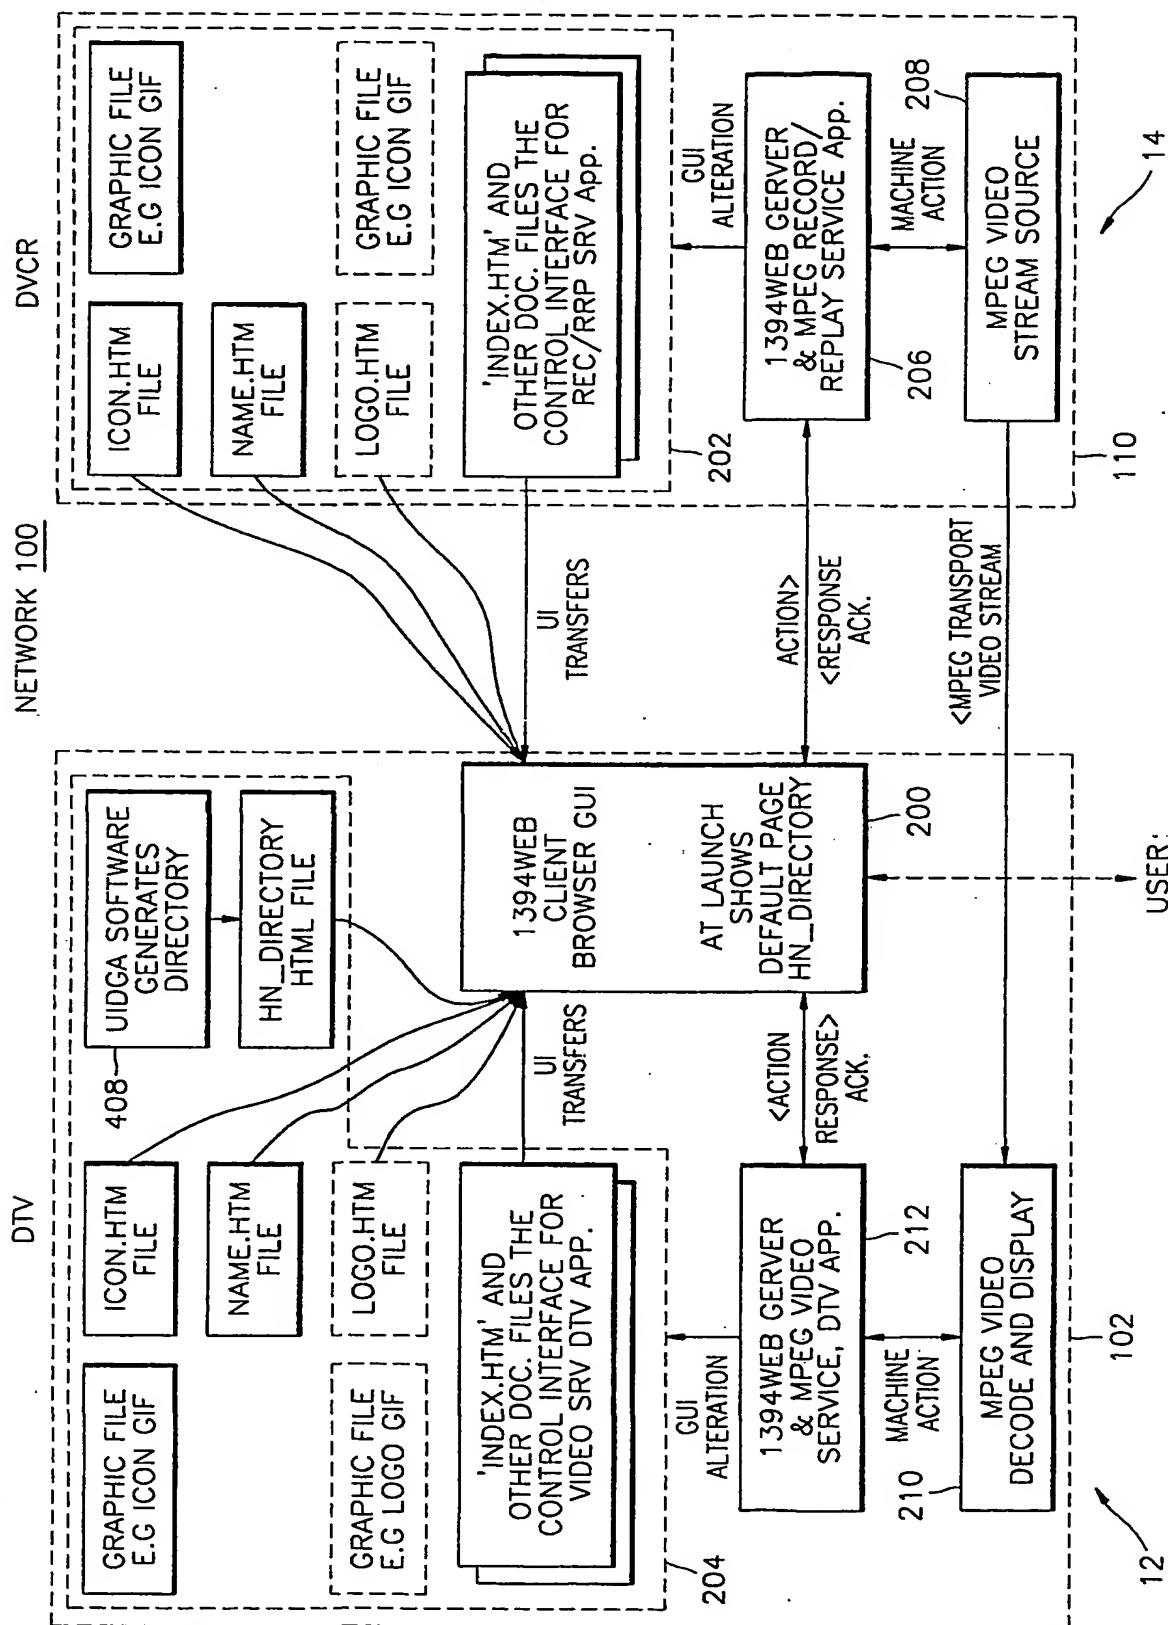 NETWORK 100
DTV
DVCR
GRAPHIC FILE
E.G ICON GIF
ICON.HTM
FILE
UIDGA SOFTWARE
GENERATES
DIRECTORY
408
NAME.HTM
FILE
HN_DIRECTORY
HTML FILE
GRAPHIC FILE
E.G LOGO GIF
LOGO.HTM
FILE
'INDEX.HTM' AND
OTHER DOC. FILES THE
CONTROL INTERFACE FOR
VIDEO SRV DTV APP.
204
UI
TRANSFERS
1394WEB
CLIENT
BROWSER GUI
AT LAUNCH
SHOWS
DEFAULT PAGE
HN_DIRECTORY
200
GUI
ALTERATION
1394WEB GERVER
& MPEG VIDEO
SERVICE, DTV APP.
212
<ACTION
RESPONSE>
ACK.
MACHINE
ACTION
210
MPEG VIDEO
DECODE AND DISPLAY
102
12
USER:
ICON.HTM
FILE
GRAPHIC FILE
E.G ICON GIF
NAME.HTM
FILE
LOGO.HTM
FILE
GRAPHIC FILE
E.G ICON GIF
'INDEX.HTM' AND
OTHER DOC. FILES THE
CONTROL INTERFACE FOR
REC/RRP SRV App.
202
UI
TRANSFERS
GUI
ALTERATION
1394WEB GERVER
& MPEG RECORD/
REPLAY SERVICE App.
206
ACTION>
<RESPONSE
ACK.
MACHINE
ACTION
208
<MPEG TRANSPORT
VIDEO STREAM
MPEG VIDEO
STREAM SOURCE
110
14